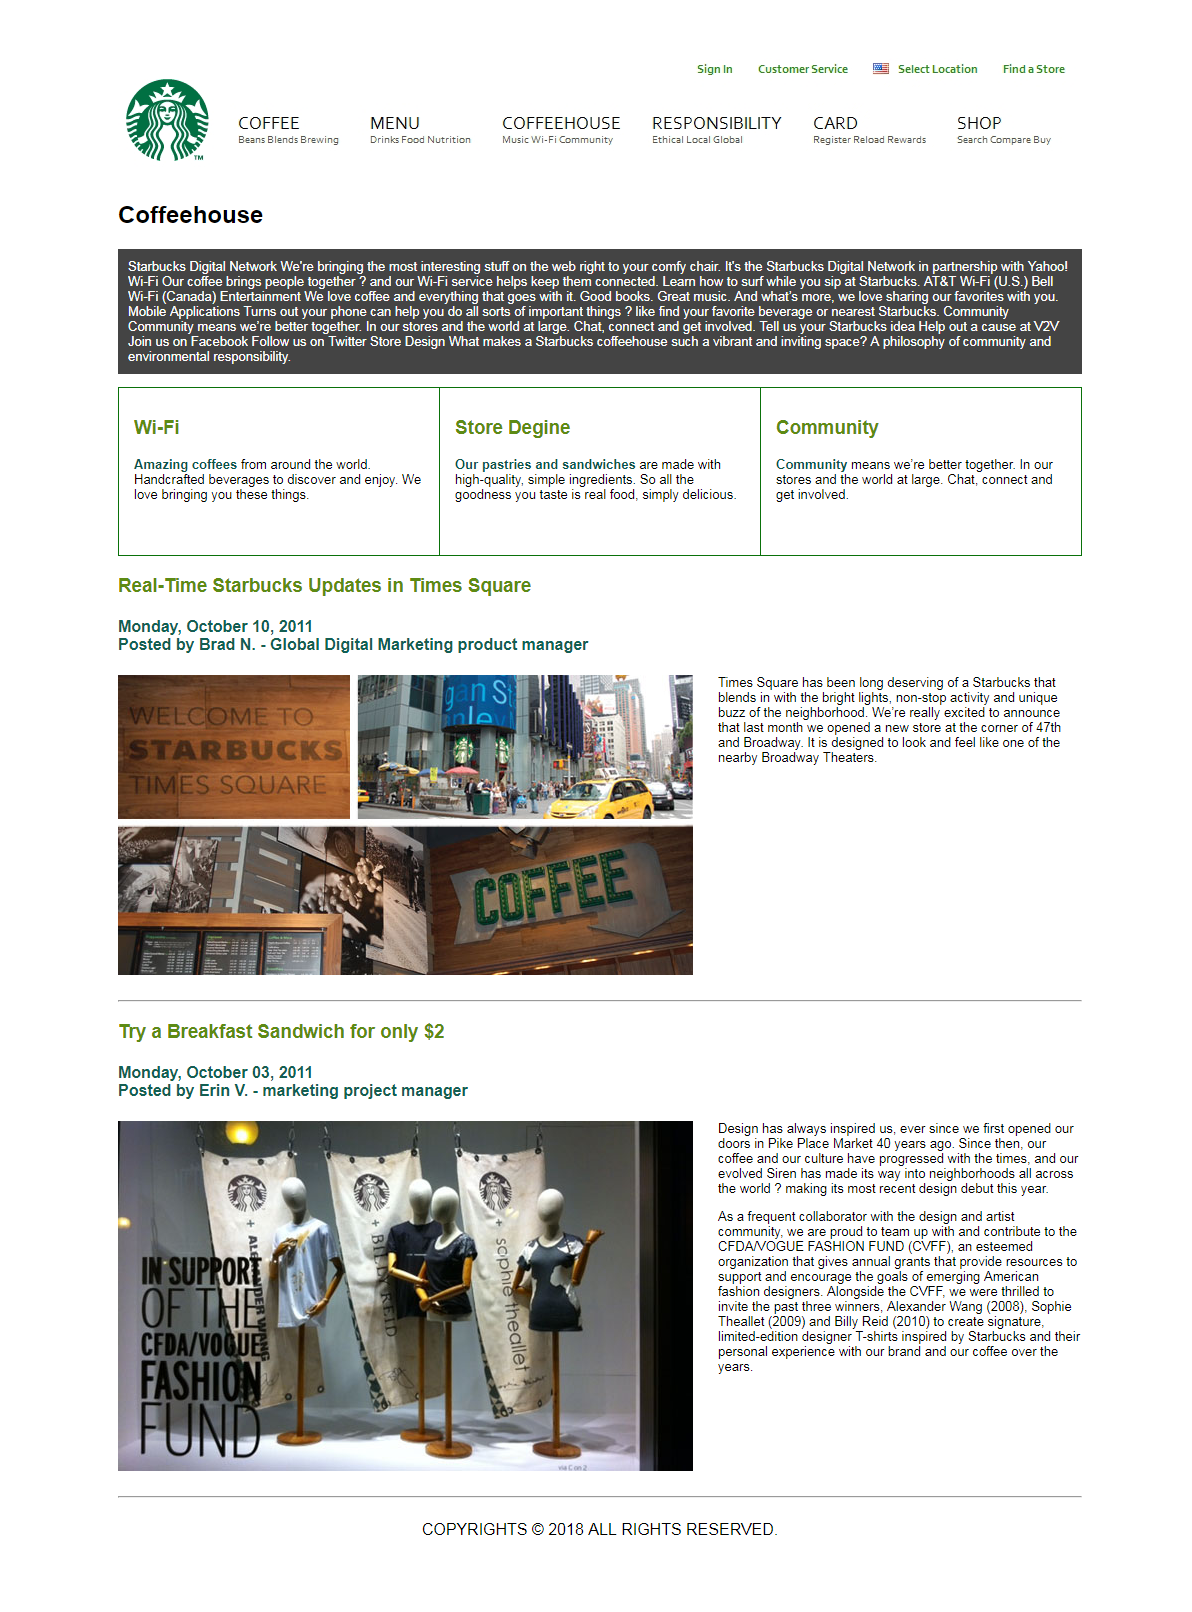 Sign In Customer Service Select Location Find a Store
COFFEE MENU COFFEEHOUSE RESPONSIBILITY CARD SHOP
Beans Blends Brewing Drinks Food Nutrition Music Wi-Fi Community Ethical Local Global Register Reload Rewards Search Compare Buy
TM
Coffeehouse
Starbucks Digital Network We're bringing the most interesting stuff on the web right to your comfy chair. It's the Starbucks Digital Network in partnership with Yahoo!
Wi-Fi Our coffee brings people together ? and our Wi-Fi service helps keep them connected. Learn how to surf while you sip at Starbucks. AT&T Wi-Fi (U.S.) Bell
Wi-Fi (Canada) Entertainment We love coffee and everything that goes with it. Good books. Great music. And what's more, we love sharing our favorites with you.
Mobile Applications Turns out your phone can help you do all sorts of important things ? like find your favorite beverage or nearest Starbucks. Community
Community means we're better together. In our stores and the world at large. Chat, connect and get involved. Tell us your Starbucks idea Help out a cause at V2V
Join us on Facebook Follow us on Twitter Store Design What makes a Starbucks coffeehouse such a vibrant and inviting space? A philosophy of community and
environmental responsibility.
Wi-Fi
Amazing coffees from around the world.
Handcrafted beverages to discover and enjoy. We
love bringing you these things.
Store Degine
Our pastries and sandwiches are made with
high-quality, simple ingredients. So all the
goodness you taste is real food, simply delicious.
Community
Community means we're better together. In our
stores and the world at large. Chat, connect and
get involved.
Real-Time Starbucks Updates in Times Square
Monday, October 10, 2011
Posted by Brad N. - Global Digital Marketing product manager
WELCOME TO
STARBUCKS
TIMES SQUARE
gan St
nley
COFFEE
Times Square has been long deserving of a Starbucks that
blends in with the bright lights, non-stop activity and unique
buzz of the neighborhood. We're really excited to announce
that last month we opened a new store at the corner of 47th
and Broadway. It is designed to look and feel like one of the
nearby Broadway Theaters.
Try a Breakfast Sandwich for only $2
Monday, October 03, 2011
Posted by Erin V. - marketing project manager
+ ALEXANDER WANG
+ BILLY REID
+ sophie theallet
IN SUPPORT
OF THE
CFDA/VOGUE
FASHION
FUND
via C on 2
Design has always inspired us, ever since we first opened our
doors in Pike Place Market 40 years ago. Since then, our
coffee and our culture have progressed with the times, and our
evolved Siren has made its way into neighborhoods all across
the world ? making its most recent design debut this year.
As a frequent collaborator with the design and artist
community, we are proud to team up with and contribute to the
CFDA/VOGUE FASHION FUND (CVFF), an esteemed
organization that gives annual grants that provide resources to
support and encourage the goals of emerging American
fashion designers. Alongside the CVFF, we were thrilled to
invite the past three winners, Alexander Wang (2008), Sophie
Theallet (2009) and Billy Reid (2010) to create signature,
limited-edition designer T-shirts inspired by Starbucks and their
personal experience with our brand and our coffee over the
years.
COPYRIGHTS © 2018 ALL RIGHTS RESERVED.